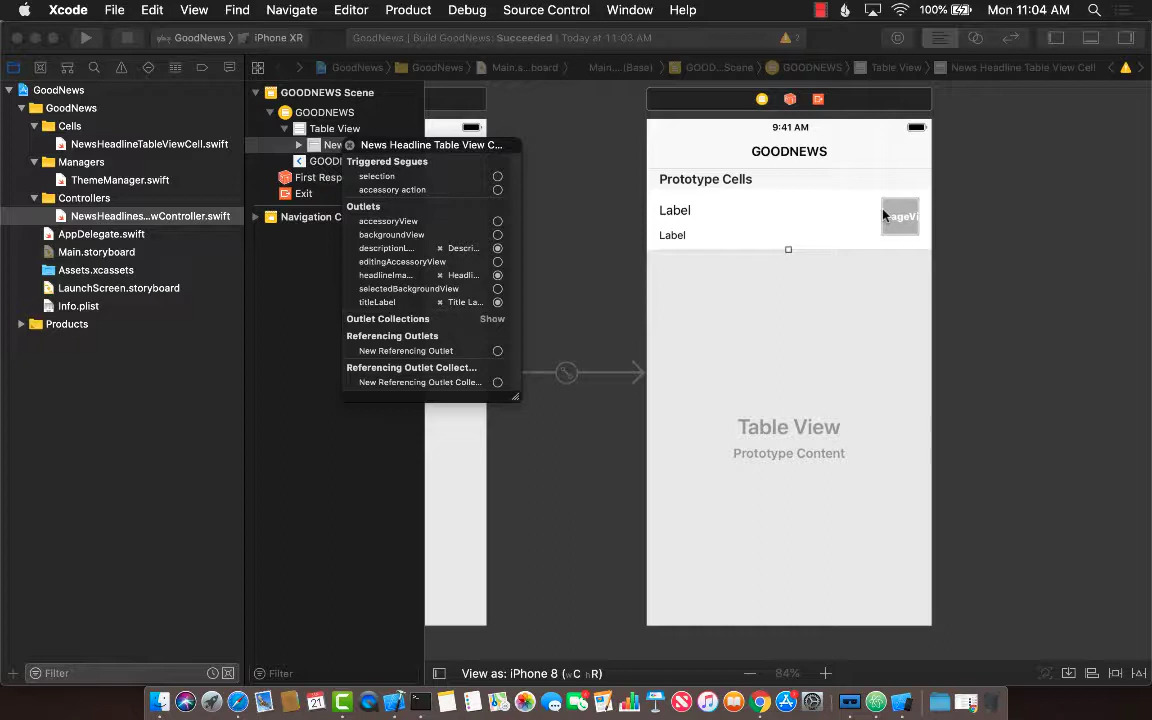 Xcode File Edit View Find Navigate Editor Product Debug Source Control Window Help 100% Mon 11:04 AM
GoodNews iPhone XR GoodNews | Build GoodNews: Succeeded | Today at 11:03 AM 2
GoodNews GoodNews Main.s...board Main....(Base) GOOD...Scene GOODNEWS Table View News Headline Table View Cell
GoodNews
GoodNews
Cells
NewsHeadlineTableViewCell.swift
Managers
ThemeManager.swift
Controllers
NewsHeadlines...wController.swift
AppDelegate.swift
Main.storyboard
Assets.xcassets
LaunchScreen.storyboard
Info.plist
Products
Filter
GOODNEWS Scene
GOODNEWS
Table View
New
GOODN
First Resp
Exit
Navigation C
Filter
News Headline Table View C...
Triggered Segues
selection
accessory action
Outlets
accessoryView
backgroundView
descriptionL... Descri...
editingAccessoryView
headlineIma... Headli...
selectedBackgroundView
titleLabel Title La...
Outlet Collections Show
Referencing Outlets
New Referencing Outlet
Referencing Outlet Collect...
New Referencing Outlet Colle...
9:41 AM
GOODNEWS
Prototype Cells
Label
Label
Table View
Prototype Content
View as: iPhone 8 (wC hR) 84%